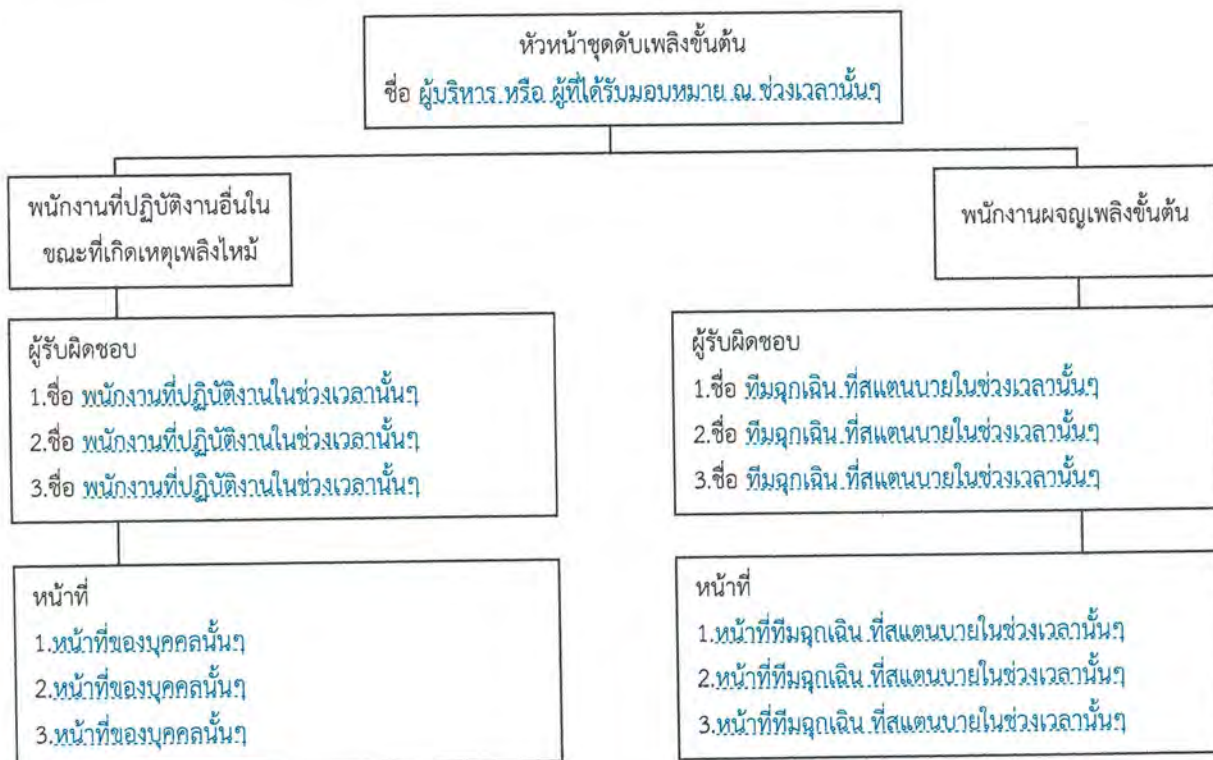 หัวหน้าชุดดับเพลิงขั้นต้น
ชื่อ ผู้บริหาร หรือ ผู้ที่ได้รับมอบหมาย ณ ช่วงเวลานั้นๆ
พนักงานที่ปฏิบัติงานอื่นใน
ขณะที่เกิดเหตุเพลิงไหม้
พนักงานผจญเพลิงขั้นต้น
ผู้รับผิดชอบ
1.ชื่อ พนักงานที่ปฏิบัติงานในช่วงเวลานั้นๆ
2.ชื่อ พนักงานที่ปฏิบัติงานในช่วงเวลานั้นๆ
3.ชื่อ พนักงานที่ปฏิบัติงานในช่วงเวลานั้นๆ
ผู้รับผิดชอบ
1.ชื่อ ทีมฉุกเฉิน ที่สแตนบายในช่วงเวลานั้นๆ
2.ชื่อ ทีมฉุกเฉิน ที่สแตนบายในช่วงเวลานั้นๆ
3.ชื่อ ทีมฉุกเฉิน ที่สแตนบายในช่วงเวลานั้นๆ
หน้าที่
1.หน้าที่ของบุคคลนั้นๆ
2.หน้าที่ของบุคคลนั้นๆ
3.หน้าที่ของบุคคลนั้นๆ
หน้าที่
1.หน้าที่ทีมฉุกเฉิน ที่สแตนบายในช่วงเวลานั้นๆ
2.หน้าที่ทีมฉุกเฉิน ที่สแตนบายในช่วงเวลานั้นๆ
3.หน้าที่ทีมฉุกเฉิน ที่สแตนบายในช่วงเวลานั้นๆ